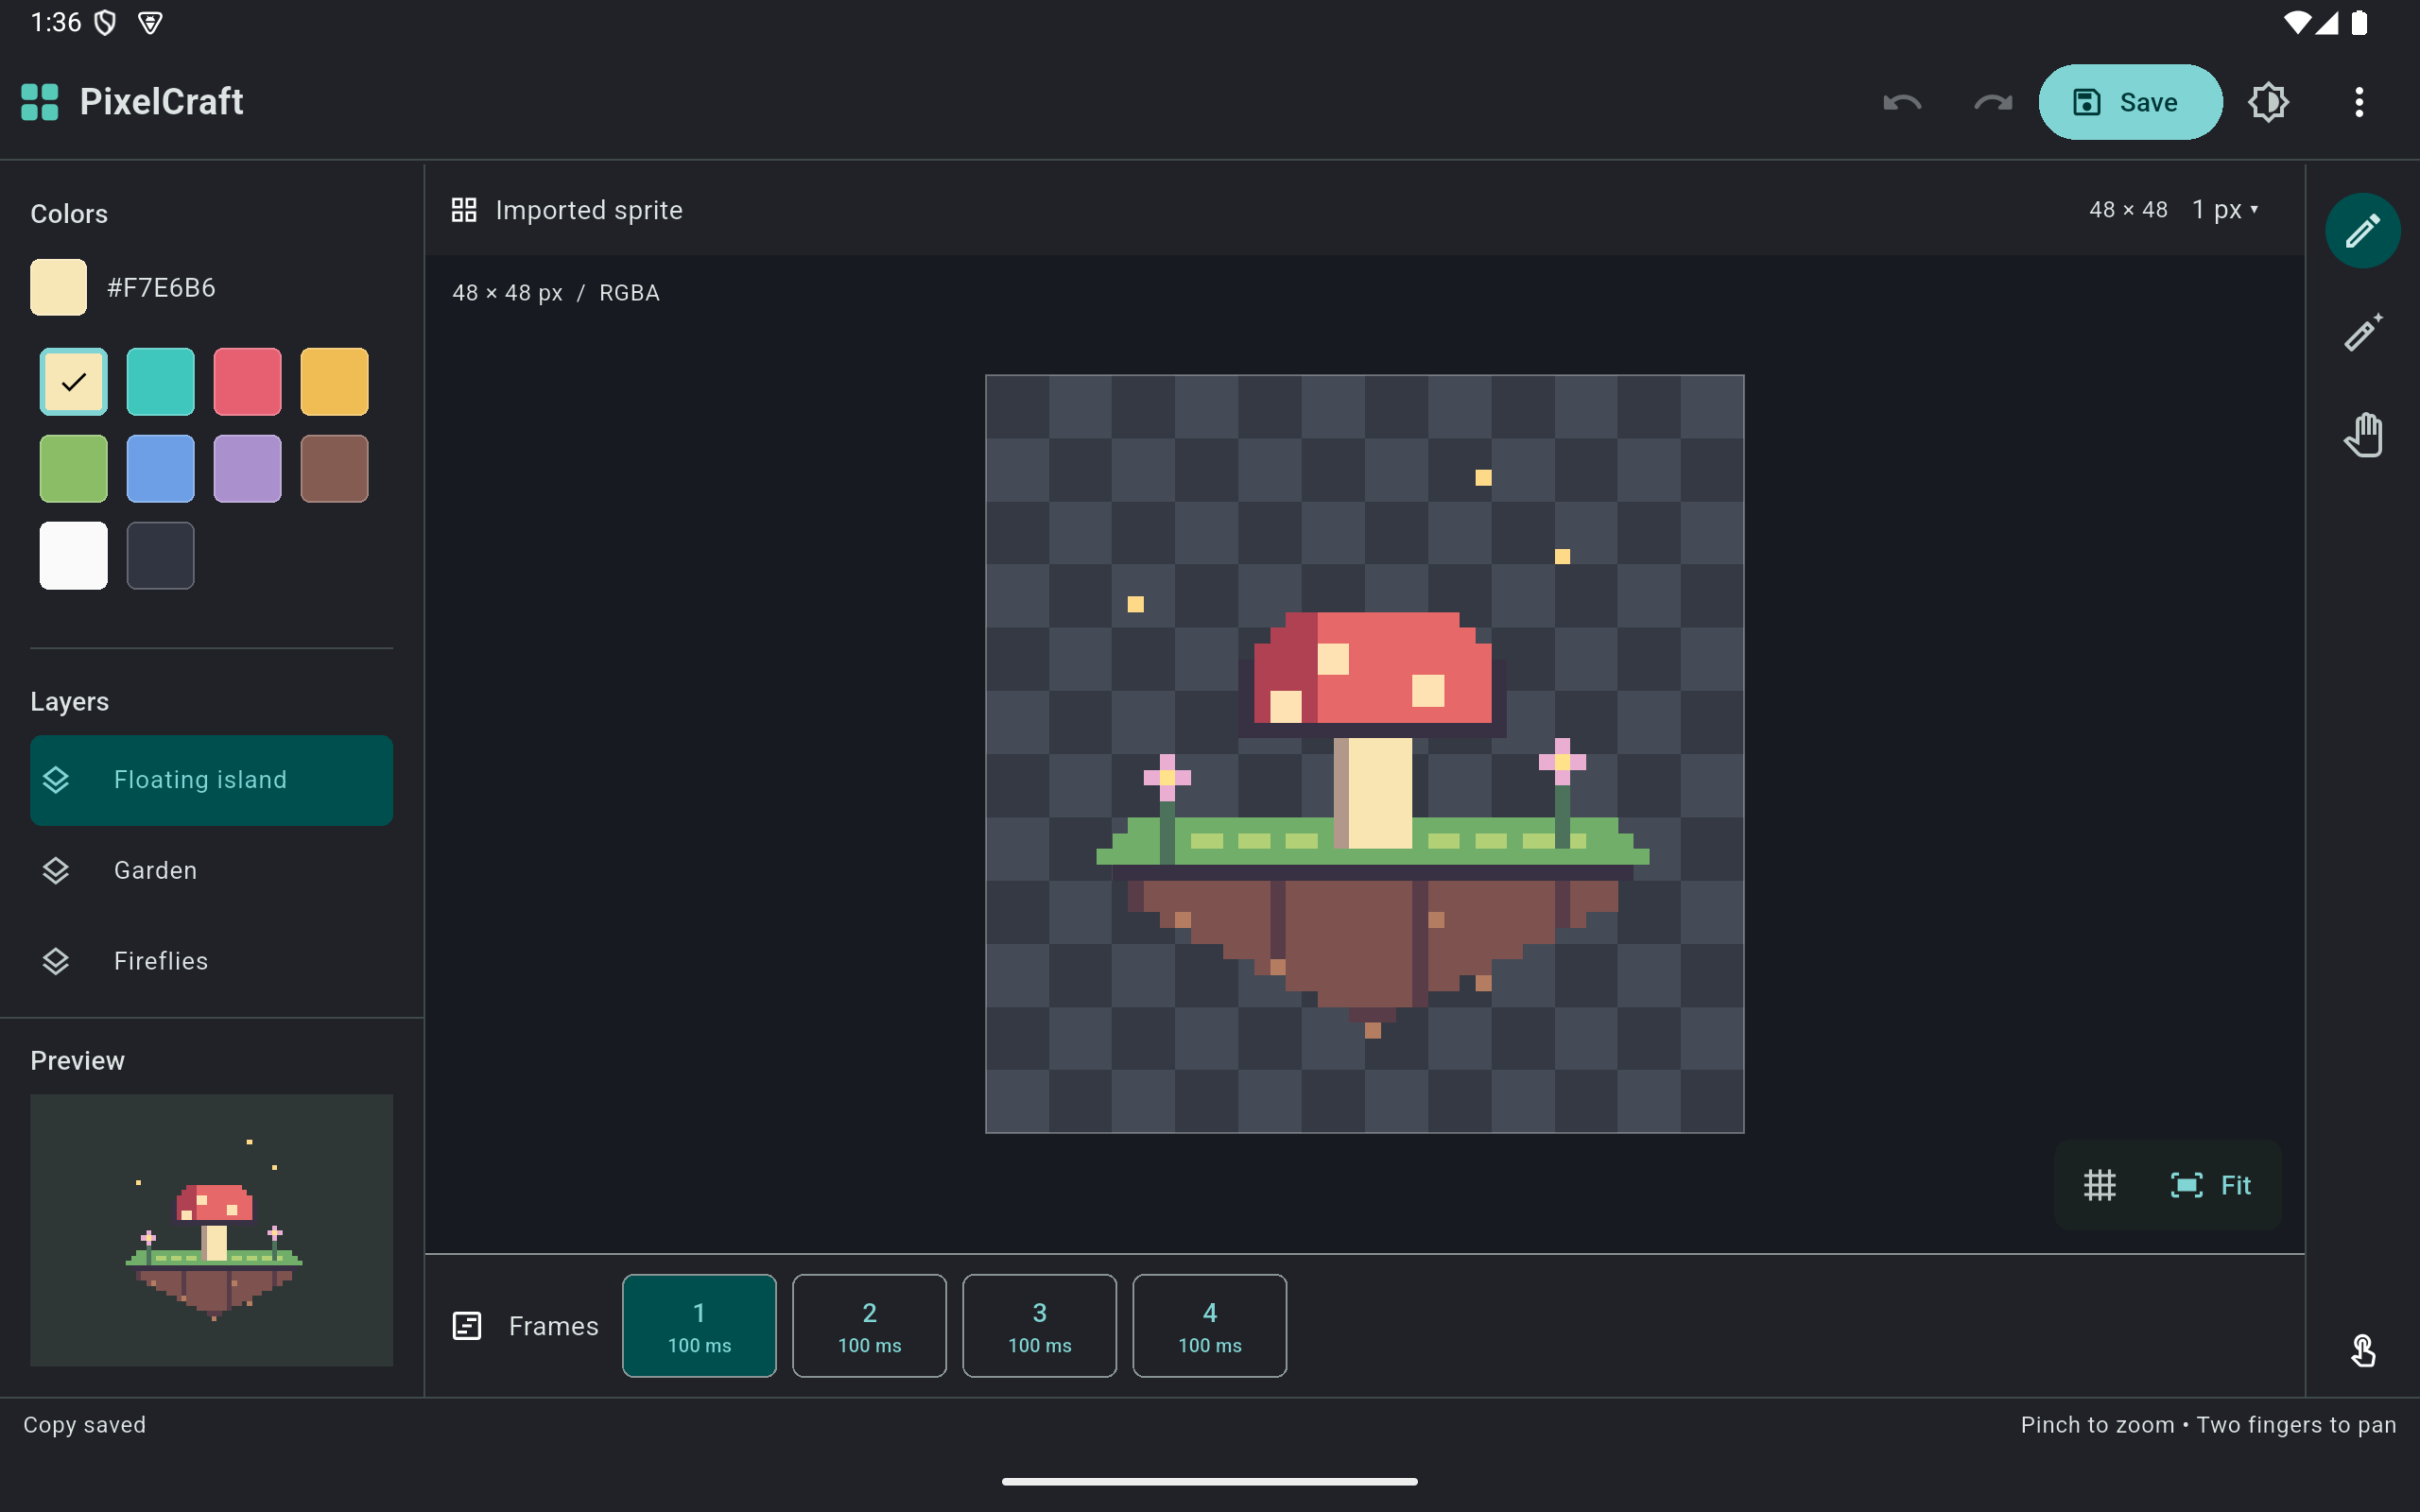 1:36
PixelCraft
Save
Colors
#F7E6B6
Imported sprite
48 × 48 1 px ▾
48 × 48 px / RGBA
Layers
Floating island
Garden
Fireflies
Preview
Fit
Frames
1
100 ms
2
100 ms
3
100 ms
4
100 ms
Copy saved
Pinch to zoom • Two fingers to pan